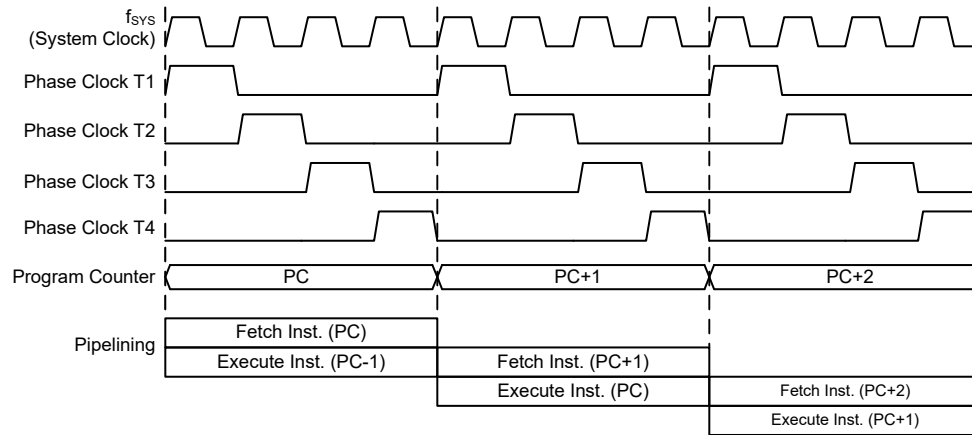 fSYS
(System Clock)
Phase Clock T1
Phase Clock T2
Phase Clock T3
Phase Clock T4
Program Counter
PC
PC+1
PC+2
Pipelining
Fetch Inst. (PC)
Execute Inst. (PC-1)
Fetch Inst. (PC+1)
Execute Inst. (PC)
Fetch Inst. (PC+2)
Execute Inst. (PC+1)